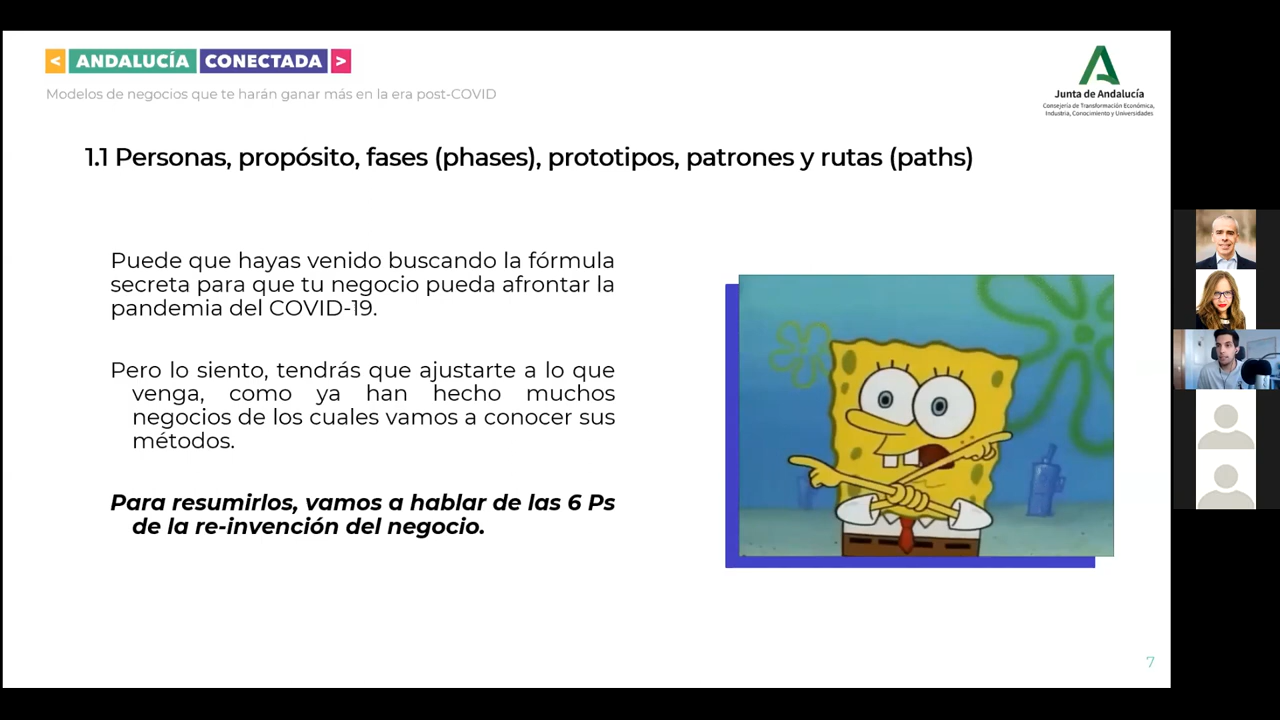 < ANDALUCÍA CONECTADA >
Modelos de negocios que te harán ganar más en la era post-COVID
Junta de Andalucía
Consejería de Transformación Económica,
Industria, Conocimiento y Universidades
1.1 Personas, propósito, fases (phases), prototipos, patrones y rutas (paths)
Puede que hayas venido buscando la fórmula
secreta para que tu negocio pueda afrontar la
pandemia del COVID-19.
Pero lo siento, tendrás que ajustarte a lo que
venga, como ya han hecho muchos
negocios de los cuales vamos a conocer sus
métodos.
Para resumirlos, vamos a hablar de las 6 Ps
de la re-invención del negocio.
7